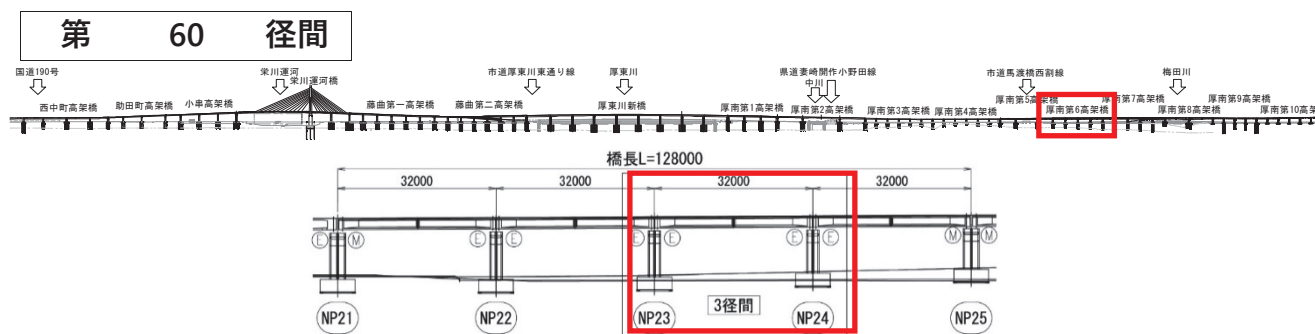 第 60 径間
国道190号
栄川運河
市道厚東川東通り線
厚東川
県道妻崎開作小野田線
市道馬渡橋西割線
梅田川
栄川運河橋
中川
西中町高架橋
助田町高架橋
小串高架橋
藤曲第一高架橋
藤曲第二高架橋
厚東川新橋
厚南第1高架橋
厚南第2高架橋
厚南第3高架橋
厚南第4高架橋
厚南第5高架橋
厚南第6高架橋
厚南第7高架橋
厚南第8高架橋
厚南第9高架橋
厚南第10高架
橋長L=128000
32000 32000 32000 32000
E M E E E E E E M M
3径間
NP21 NP22 NP23 NP24 NP25